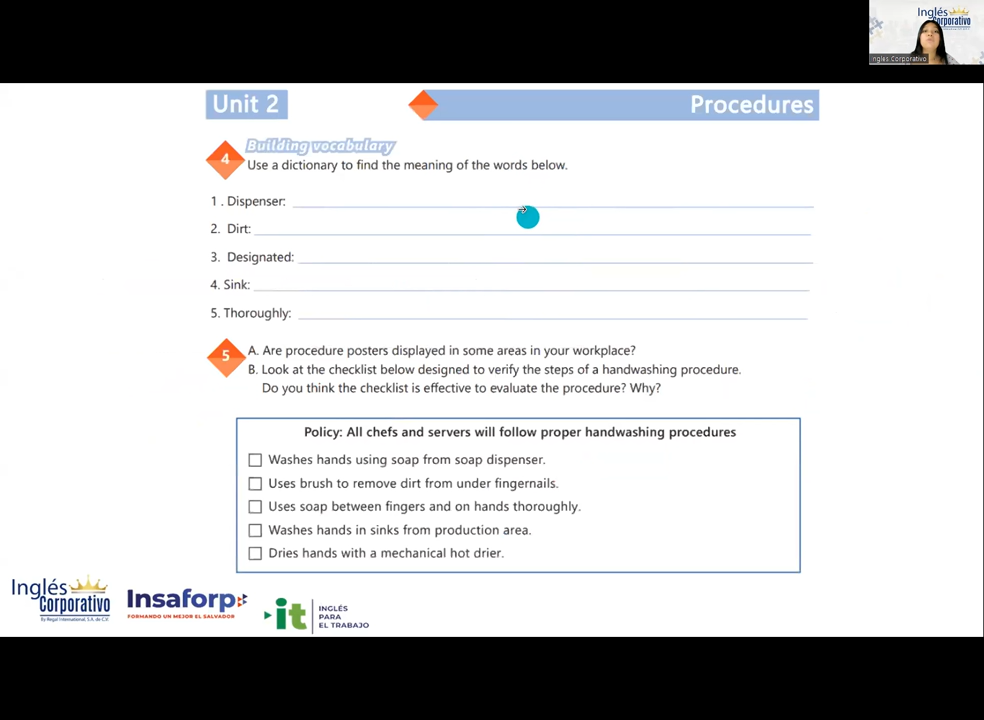 Inglés
Corporativo
Ingles Corporativo
Unit 2
Procedures
4
Building vocabulary
Use a dictionary to find the meaning of the words below.
1 . Dispenser:
2. Dirt:
3. Designated:
4. Sink:
5. Thoroughly:
5
A. Are procedure posters displayed in some areas in your workplace?
B. Look at the checklist below designed to verify the steps of a handwashing procedure.
Do you think the checklist is effective to evaluate the procedure? Why?
Policy: All chefs and servers will follow proper handwashing procedures
Washes hands using soap from soap dispenser.
Uses brush to remove dirt from under fingernails.
Uses soap between fingers and on hands thoroughly.
Washes hands in sinks from production area.
Dries hands with a mechanical hot drier.
Inglés
Corporativo
By Regal International, S.A. de C.V.
Insaforp
FORMANDO UN MEJOR EL SALVADOR
it
INGLÉS
PARA
EL TRABAJO